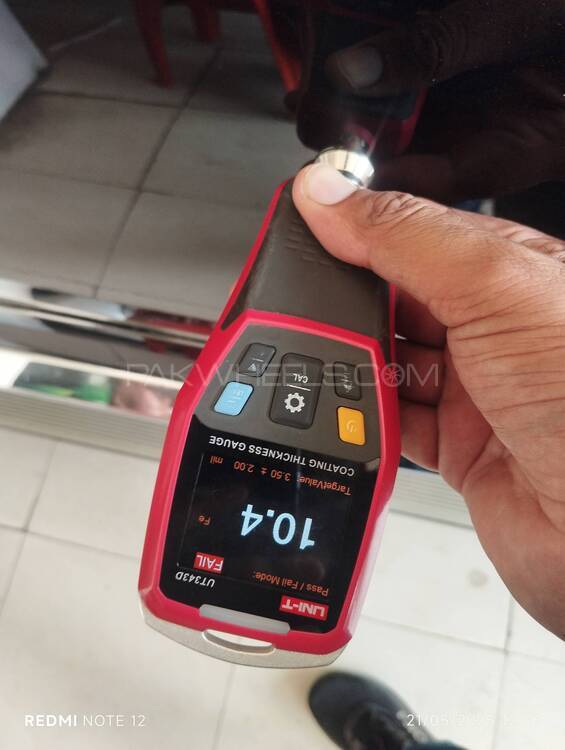 UNI-T
UT343D
Pass / Fail Mode:
FAIL
Fe
10.4
TargetValue: 3.50 ± 2.00 mil
COATING THICKNESS GAUGE
CAL
PAKWHEELS.COM
REDMI NOTE 12